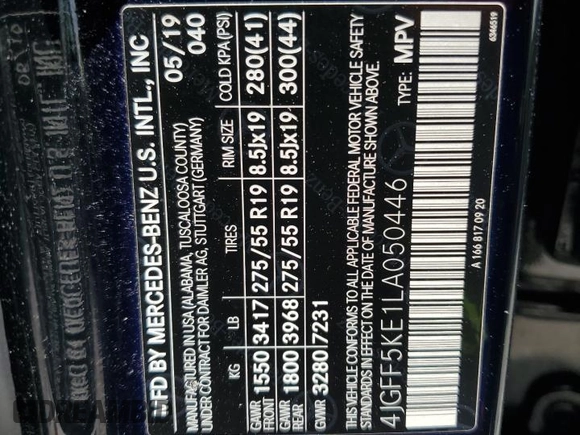 MFD BY MERCEDES-BENZ U.S. INTL., INC
MANUFACTURED IN USA (ALABAMA, TUSCALOOSA COUNTY) 05/19
UNDER CONTRACT FOR DAIMLER AG, STUTTGART (GERMANY) 040
KG LB TIRES RIM SIZE COLD KPA(PSI)
GAWR FRONT 1550 3417 275/55 R19 8.5Jx19 280(41)
GAWR REAR 1800 3968 275/55 R19 8.5Jx19 300(44)
GVWR 3280 7231
THIS VEHICLE CONFORMS TO ALL APPLICABLE FEDERAL MOTOR VEHICLE SAFETY
STANDARDS IN EFFECT ON THE DATE OF MANUFACTURE SHOWN ABOVE.
4JGFF5KE1LA050446 TYPE: MPV
A 166 817 09 20 6346519